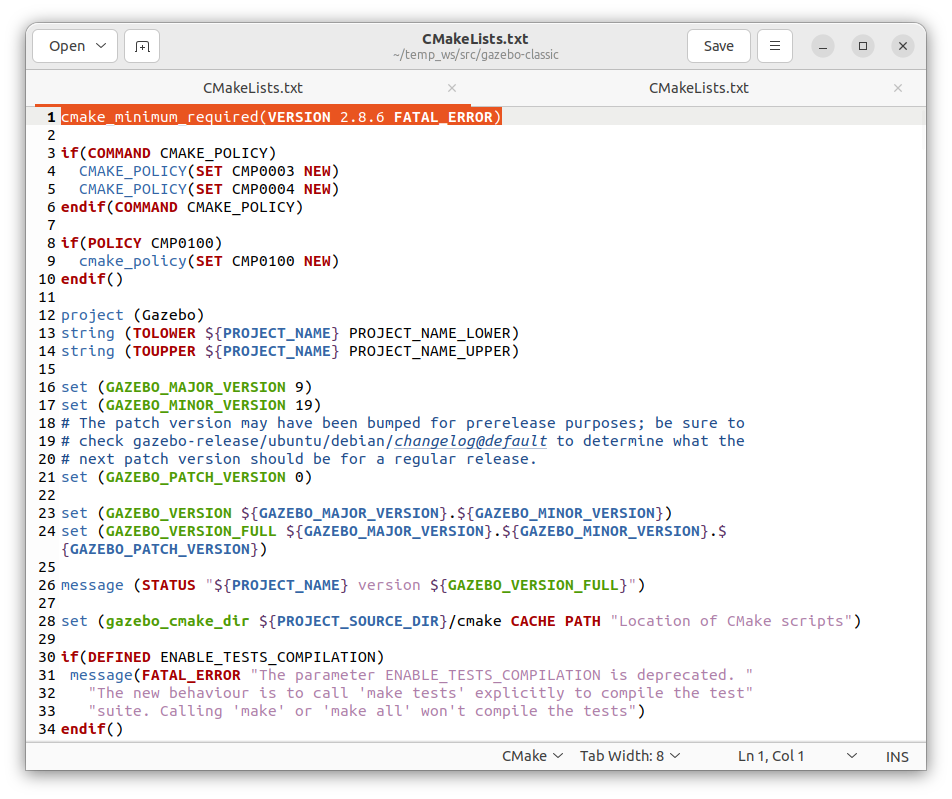 Open
CMakeLists.txt
~/temp_ws/src/gazebo-classic
Save
CMakeLists.txt
CMakeLists.txt
1 cmake_minimum_required(VERSION 2.8.6 FATAL_ERROR)
2
3 if(COMMAND CMAKE_POLICY)
4   CMAKE_POLICY(SET CMP0003 NEW)
5   CMAKE_POLICY(SET CMP0004 NEW)
6 endif(COMMAND CMAKE_POLICY)
7
8 if(POLICY CMP0100)
9   cmake_policy(SET CMP0100 NEW)
10 endif()
11
12 project (Gazebo)
13 string (TOLOWER ${PROJECT_NAME} PROJECT_NAME_LOWER)
14 string (TOUPPER ${PROJECT_NAME} PROJECT_NAME_UPPER)
15
16 set (GAZEBO_MAJOR_VERSION 9)
17 set (GAZEBO_MINOR_VERSION 19)
18 # The patch version may have been bumped for prerelease purposes; be sure to
19 # check gazebo-release/ubuntu/debian/changelog@default to determine what the
20 # next patch version should be for a regular release.
21 set (GAZEBO_PATCH_VERSION 0)
22
23 set (GAZEBO_VERSION ${GAZEBO_MAJOR_VERSION}.${GAZEBO_MINOR_VERSION})
24 set (GAZEBO_VERSION_FULL ${GAZEBO_MAJOR_VERSION}.${GAZEBO_MINOR_VERSION}.$
{GAZEBO_PATCH_VERSION})
25
26 message (STATUS "${PROJECT_NAME} version ${GAZEBO_VERSION_FULL}")
27
28 set (gazebo_cmake_dir ${PROJECT_SOURCE_DIR}/cmake CACHE PATH "Location of CMake scripts")
29
30 if(DEFINED ENABLE_TESTS_COMPILATION)
31  message(FATAL_ERROR "The parameter ENABLE_TESTS_COMPILATION is deprecated. "
32    "The new behaviour is to call 'make tests' explicitly to compile the test"
33    "suite. Calling 'make' or 'make all' won't compile the tests")
34 endif()
CMake Tab Width: 8 Ln 1, Col 1 INS